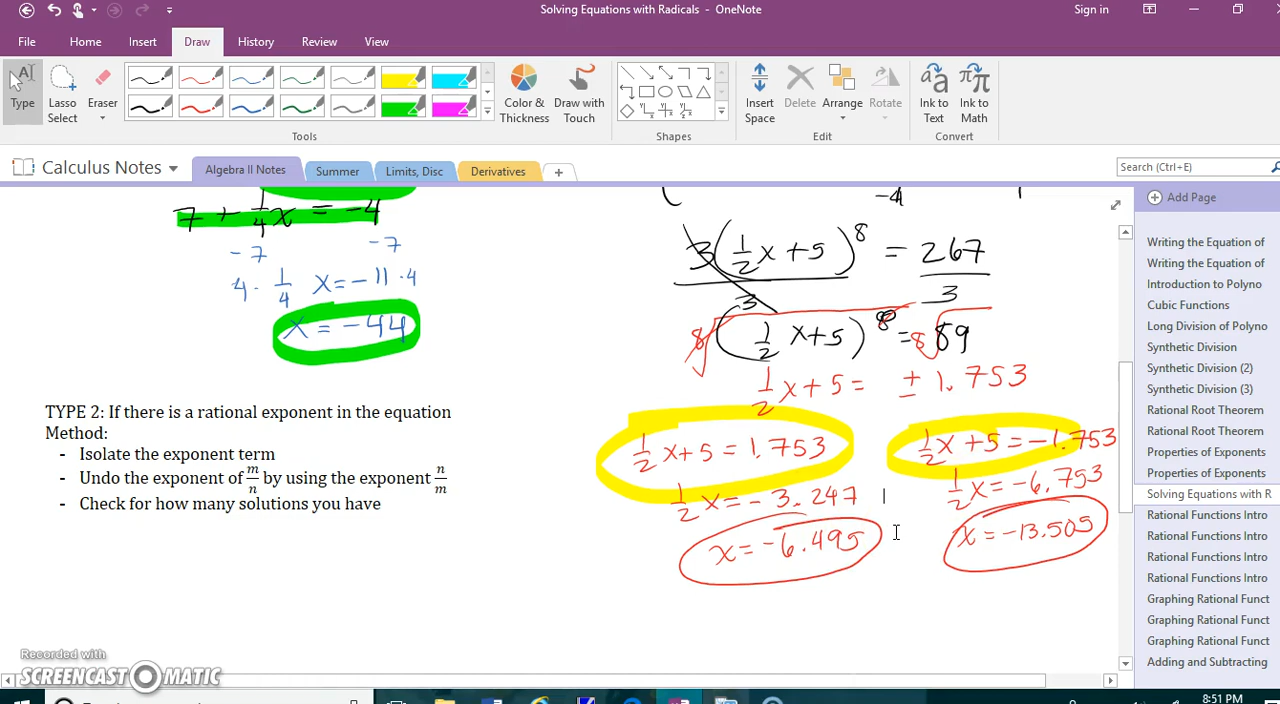 Solving Equations with Radicals - OneNote
Sign in
File Home Insert Draw History Review View
Type
Lasso Select
Eraser
Color & Thickness
Draw with Touch
Insert Space
Delete
Arrange
Rotate
Ink to Text
Ink to Math
Tools
Shapes
Edit
Convert
Calculus Notes
Algebra II Notes
Summer
Limits, Disc
Derivatives
Search (Ctrl+E)
Add Page
7 + 1/4 x = -4
-7 -7
4 · 1/4 x = -11 · 4
x = -44
TYPE 2: If there is a rational exponent in the equation
Method:
- Isolate the exponent term
- Undo the exponent of m/n by using the exponent n/m
- Check for how many solutions you have
-4
3(1/2 x + 5)^8 = 267
3 3
8√(1/2 x + 5)^8 = 8√89
1/2 x + 5 = ± 1.753
1/2 x + 5 = 1.753
1/2 x + 5 = -1.753
1/2 x = -3.247
1/2 x = -6.753
x = -6.495
x = -13.505
Writing the Equation of
Writing the Equation of
Introduction to Polyno
Cubic Functions
Long Division of Polyno
Synthetic Division
Synthetic Division (2)
Synthetic Division (3)
Rational Root Theorem
Rational Root Theorem
Properties of Exponents
Properties of Exponents
Solving Equations with R
Rational Functions Intro
Rational Functions Intro
Rational Functions Intro
Rational Functions Intro
Graphing Rational Funct
Graphing Rational Funct
Graphing Rational Funct
Adding and Subtracting
Recorded with
SCREENCAST MATIC
8:51 PM